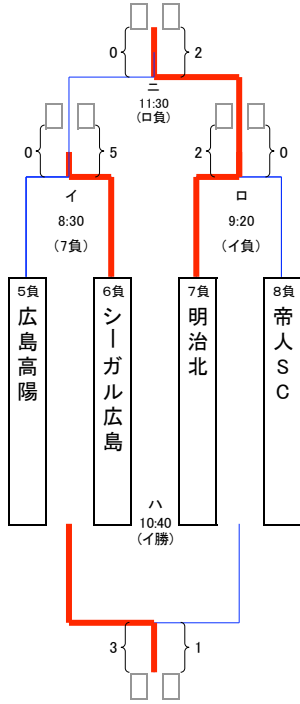 0 2
ニ
11:30
(ロ負)
0 5 2 0
イ ロ
8:30 9:20
(7負) (イ負)
5負 6負 7負 8負
広島高陽
シーガル広島
明治北
帝人SC
ハ
10:40
(イ勝)
3 1